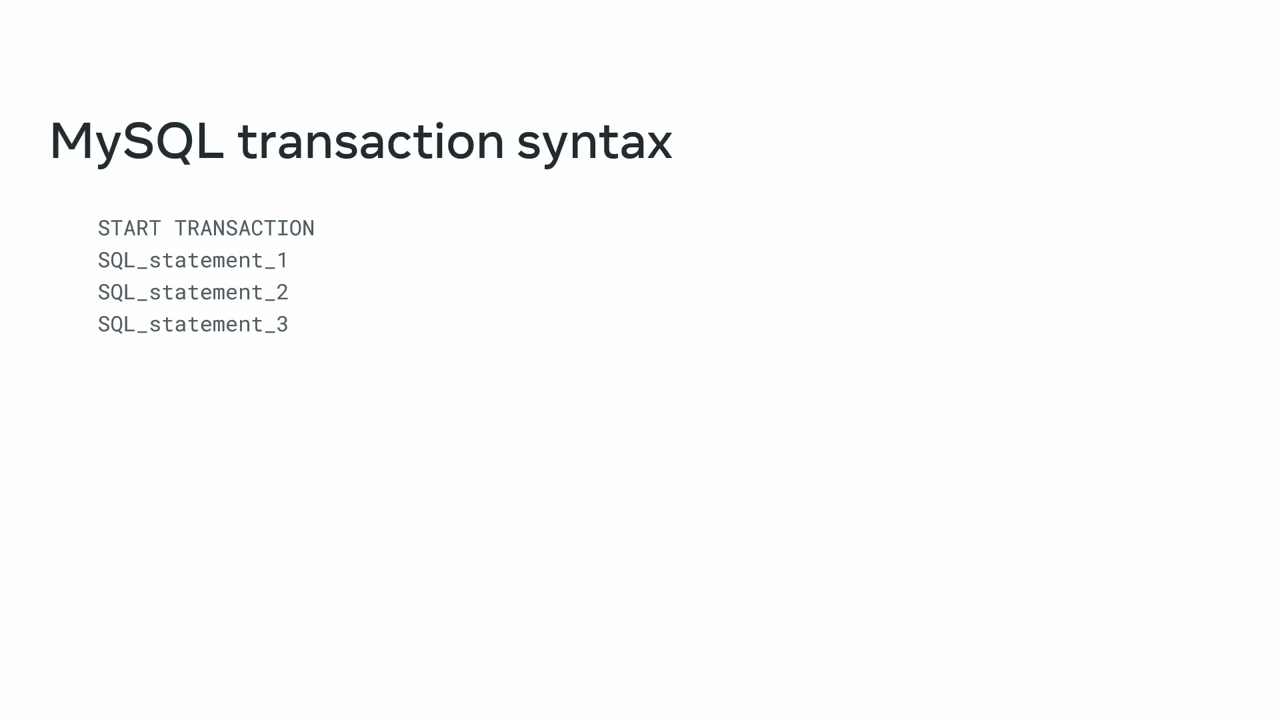 MySQL transaction syntax
START TRANSACTION
SQL_statement_1
SQL_statement_2
SQL_statement_3